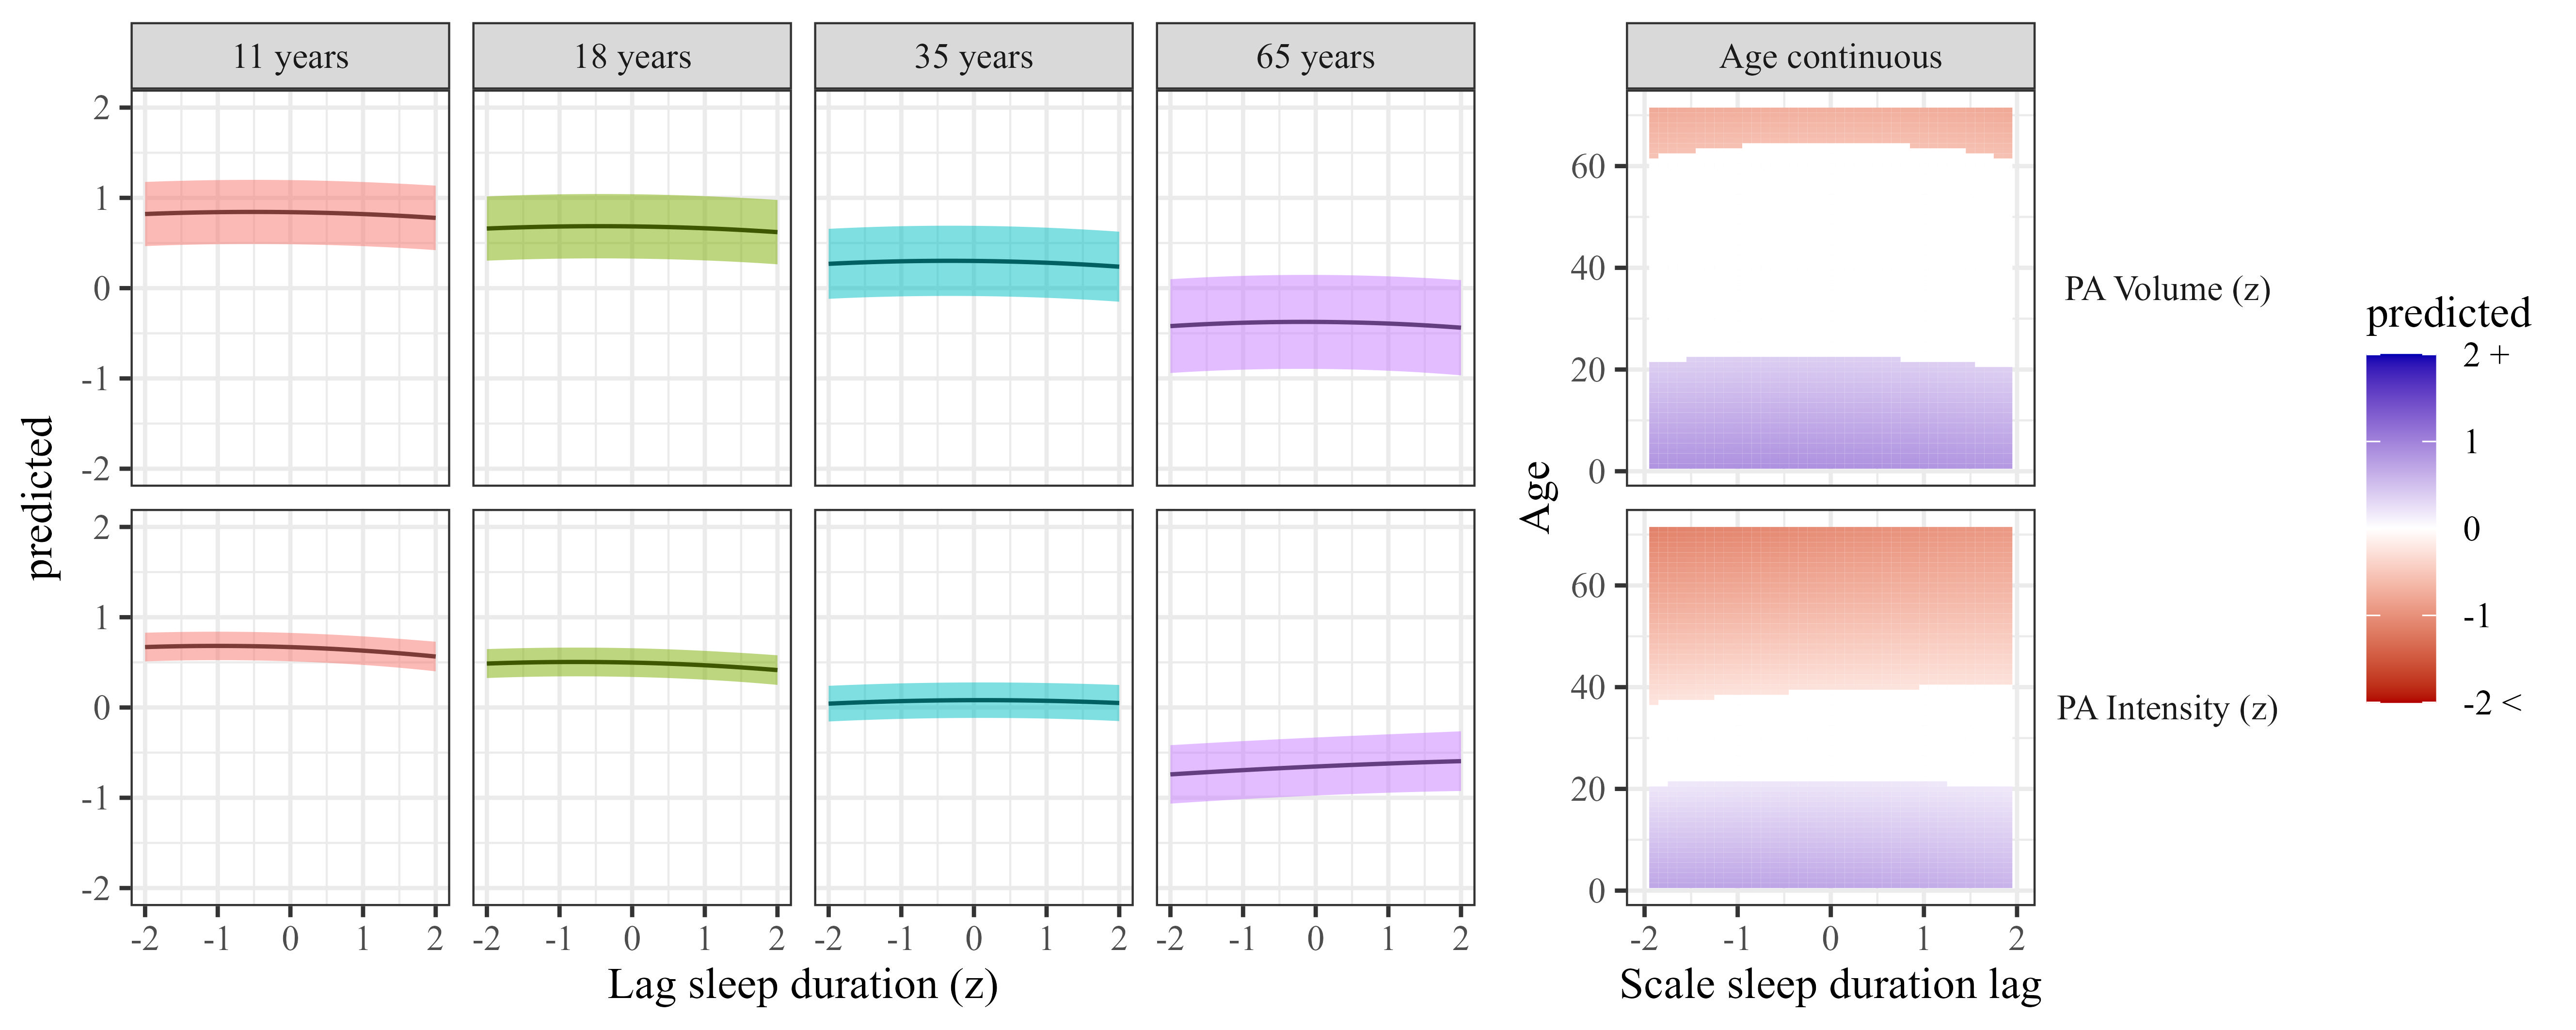 11 years 18 years 35 years 65 years Age continuous
2
1
0
-1
-2
predicted
2
1
0
-1
-2
-2 -1 0 1 2 -2 -1 0 1 2 -2 -1 0 1 2 -2 -1 0 1 2
Lag sleep duration (z)
60
40
20
0
Age
60
40
20
0
-2 -1 0 1 2
Scale sleep duration lag
PA Volume (z)
PA Intensity (z)
predicted
2 +
1
0
-1
-2 <